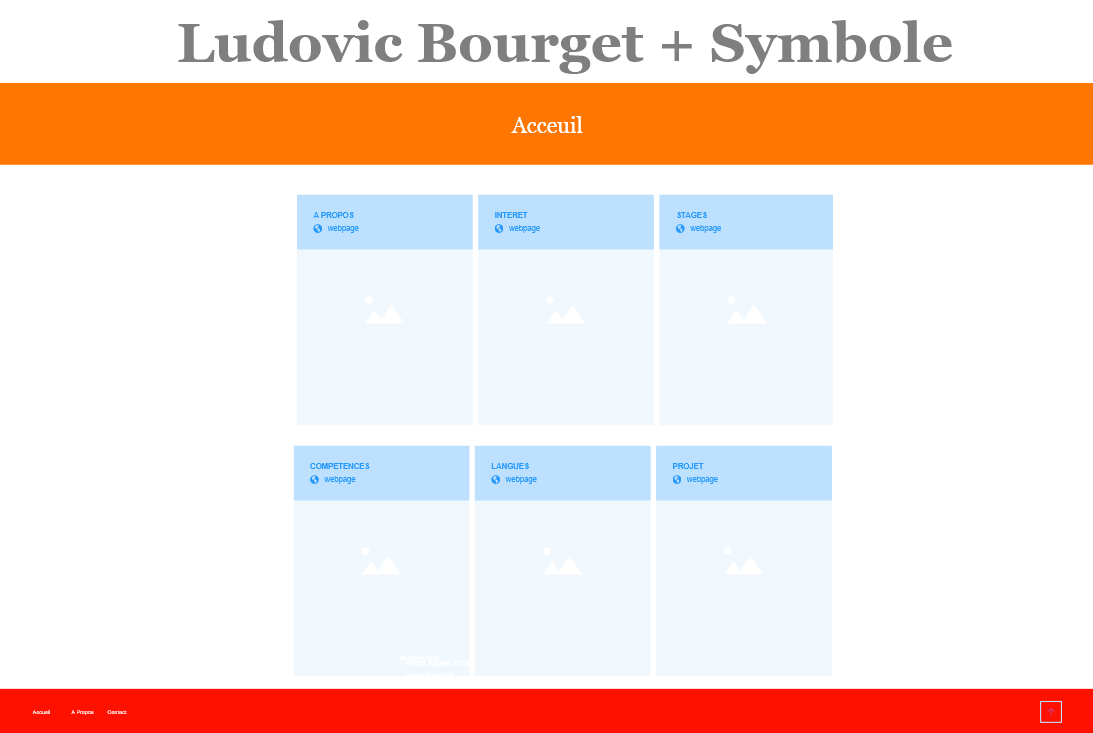 Ludovic Bourget + Symbole
Acceuil
A PROPOS
webpage
INTERET
webpage
STAGES
webpage
COMPETENCES
webpage
LANGUES
webpage
PROJET
webpage
Accueil A Propos Contact